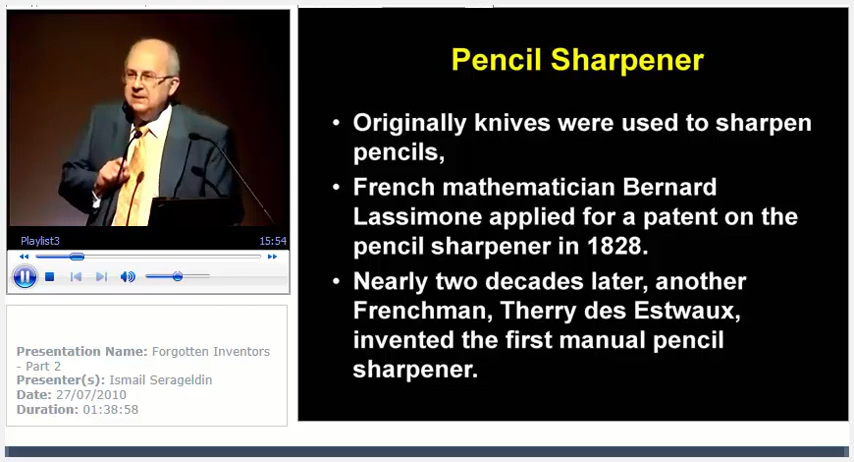 Pencil Sharpener
• Originally knives were used to sharpen
pencils,
• French mathematician Bernard
Lassimone applied for a patent on the
pencil sharpener in 1828.
• Nearly two decades later, another
Frenchman, Therry des Estwaux,
invented the first manual pencil
sharpener.
Playlist3 15:54
Presentation Name: Forgotten Inventors
- Part 2
Presenter(s): Ismail Serageldin
Date: 27/07/2010
Duration: 01:38:58